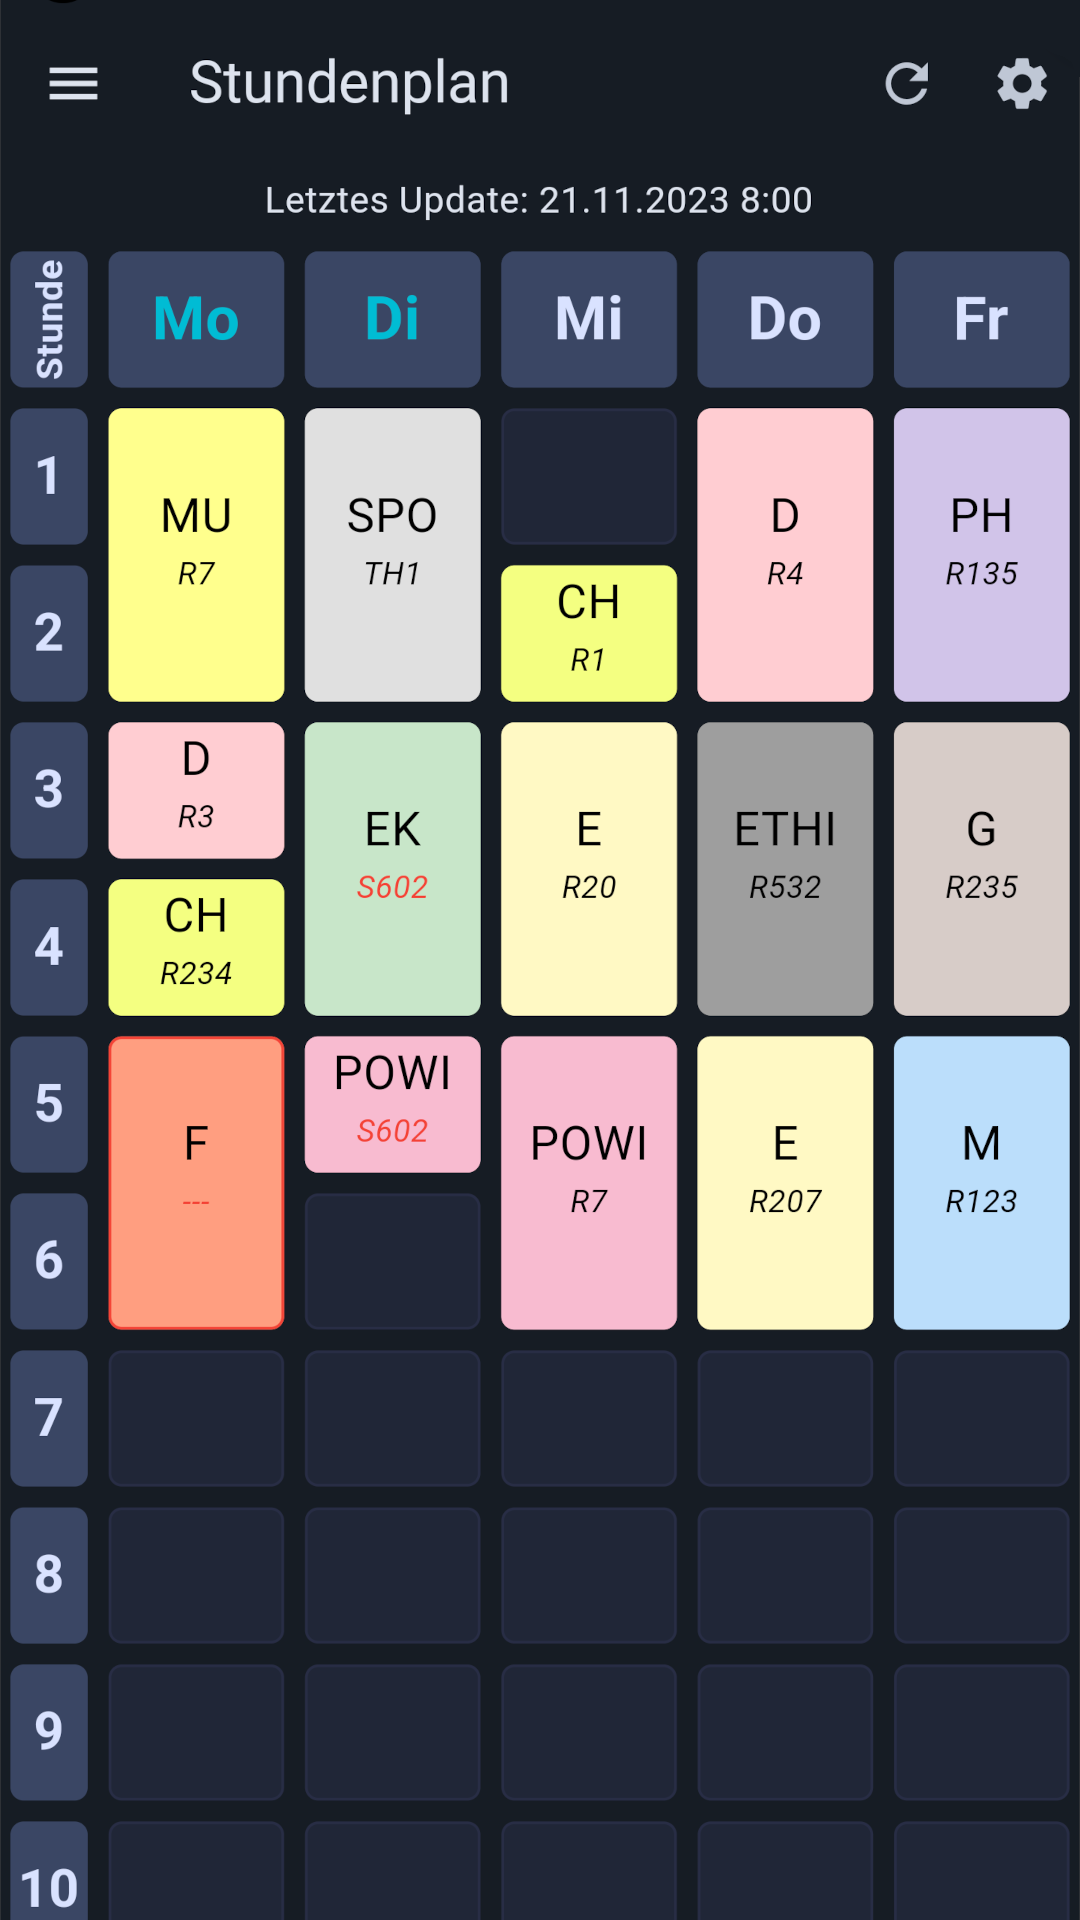 Stundenplan
Letztes Update: 21.11.2023 8:00
Stunde Mo Di Mi Do Fr
1
MU SPO D PH
R7 TH1 R4 R135
2
CH
R1
3
D
R3
EK E ETHI G
S602 R20 R532 R235
4
CH
R234
5
POWI
S602
F POWI E M
--- R7 R207 R123
6
7
8
9
10